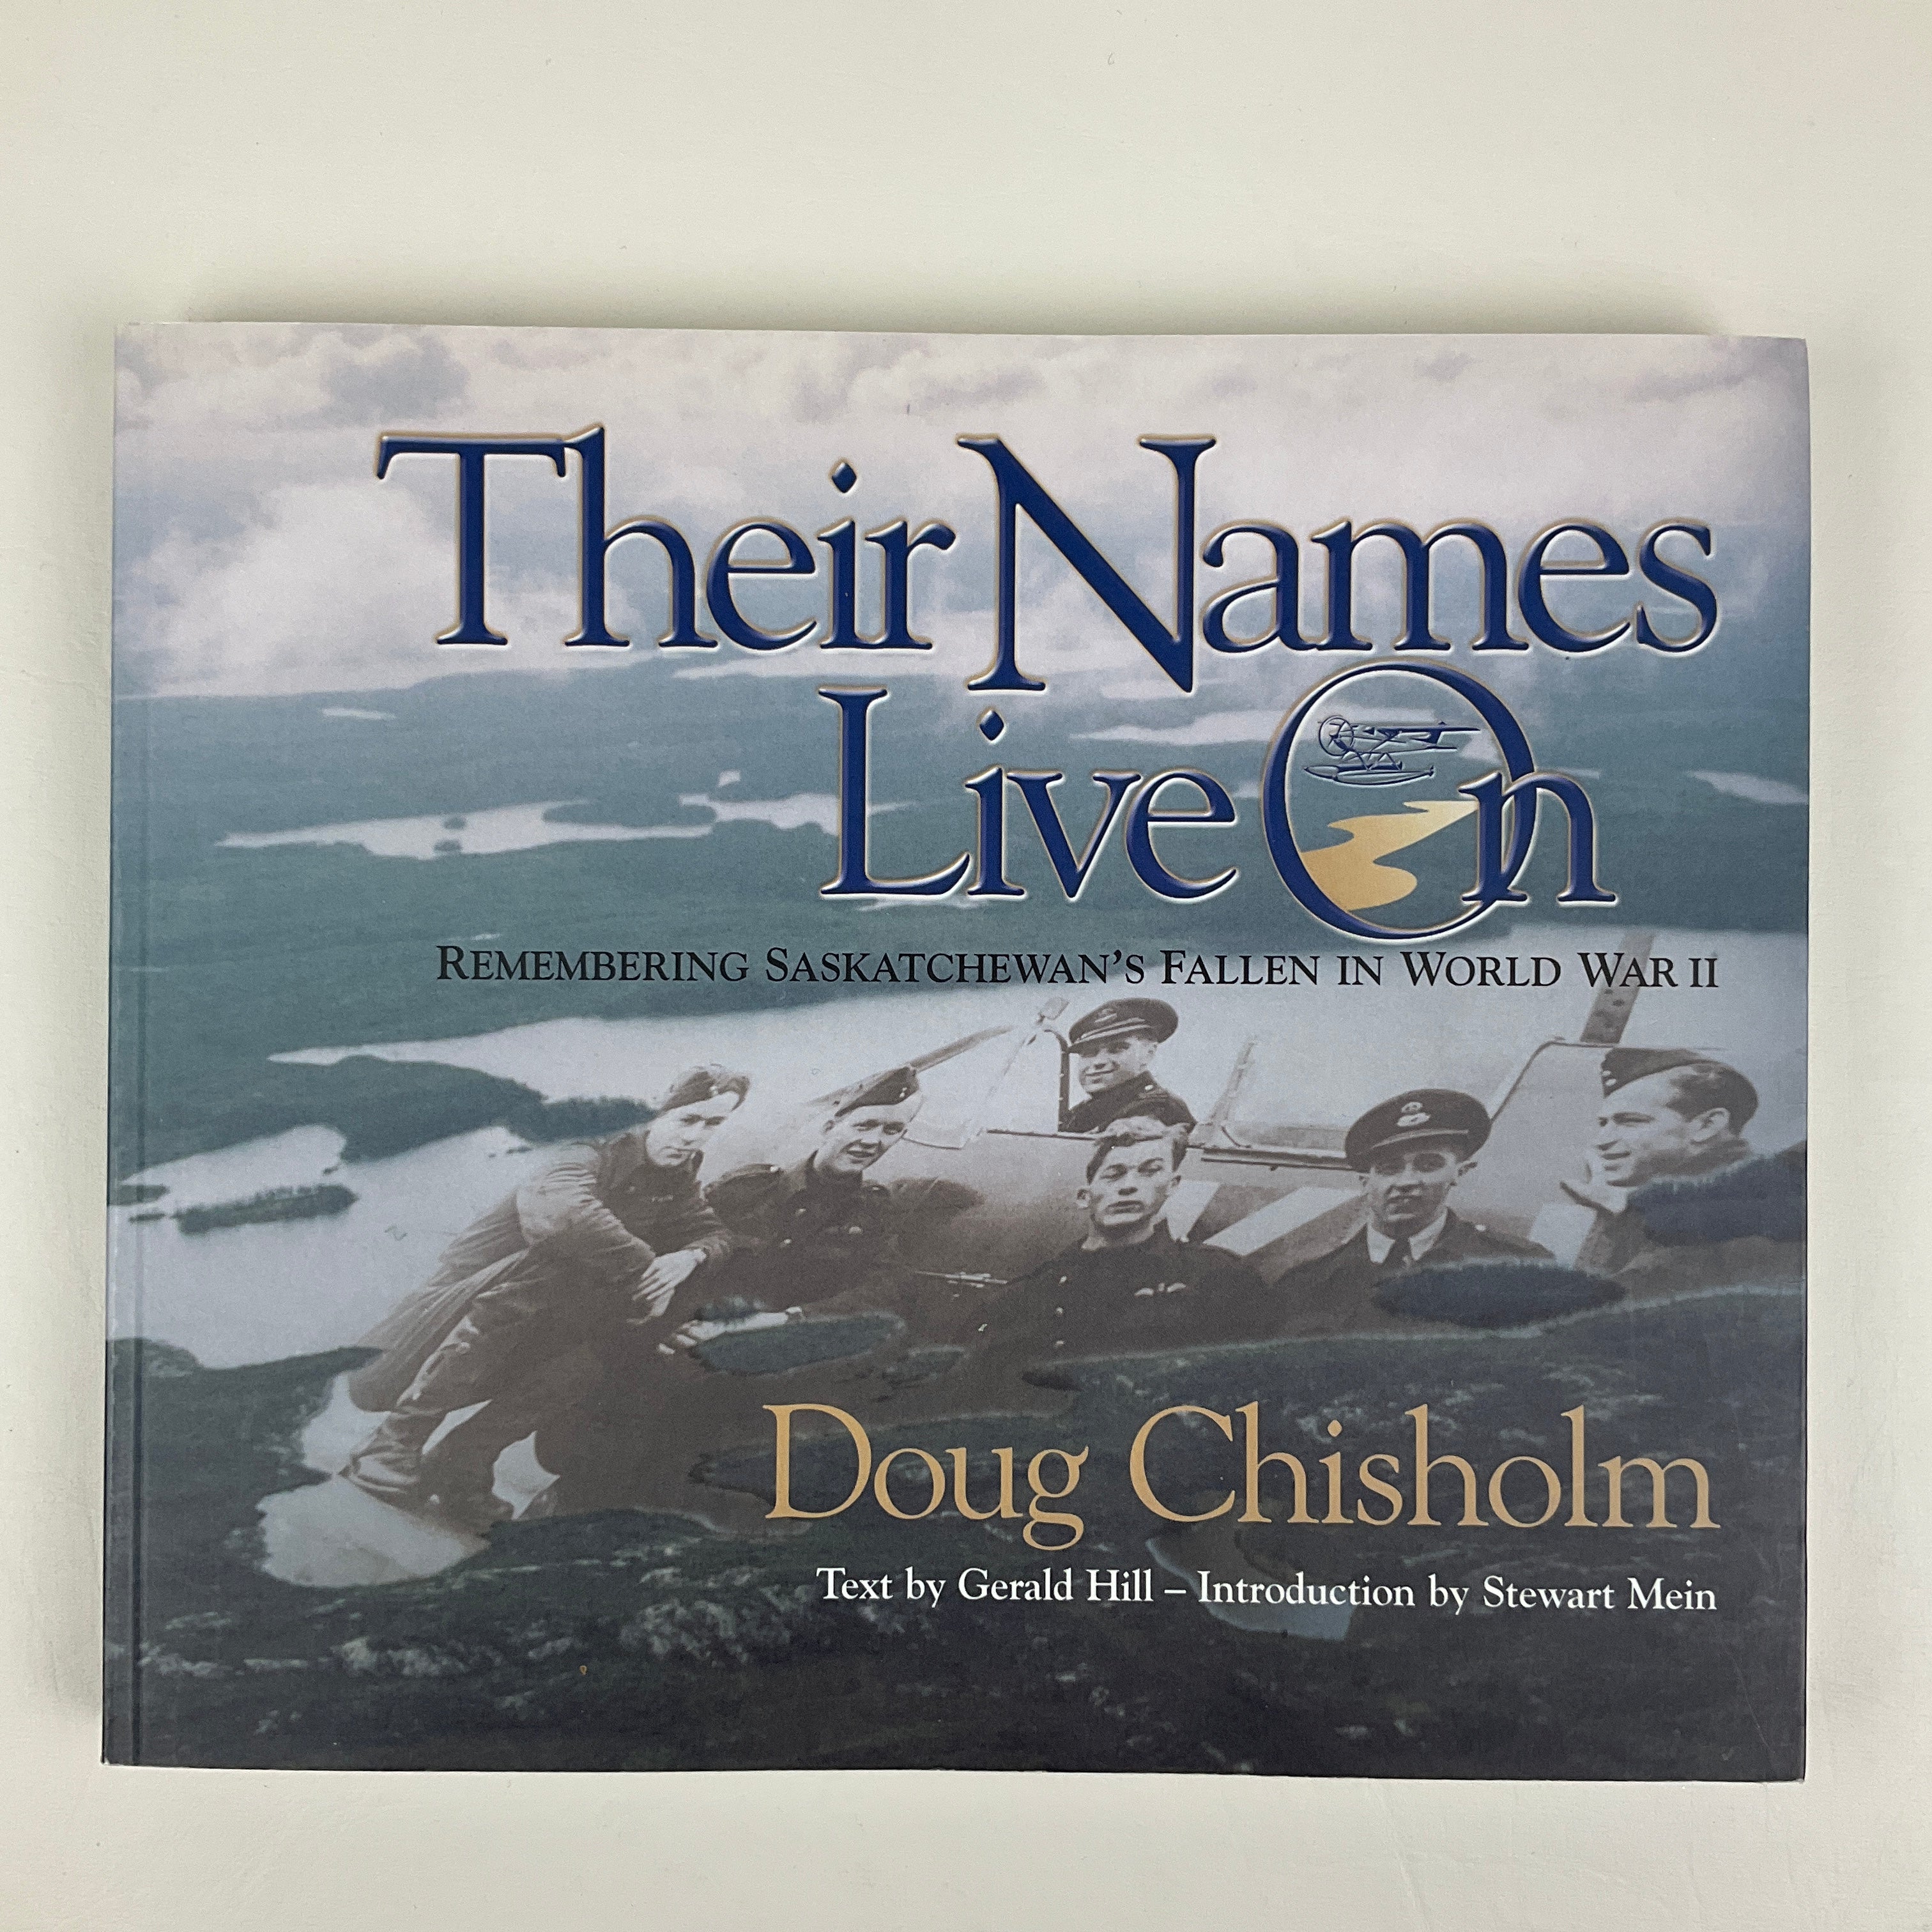 Their Names
Live On
REMEMBERING SASKATCHEWAN'S FALLEN IN WORLD WAR II
Doug Chisholm
Text by Gerald Hill – Introduction by Stewart Mein